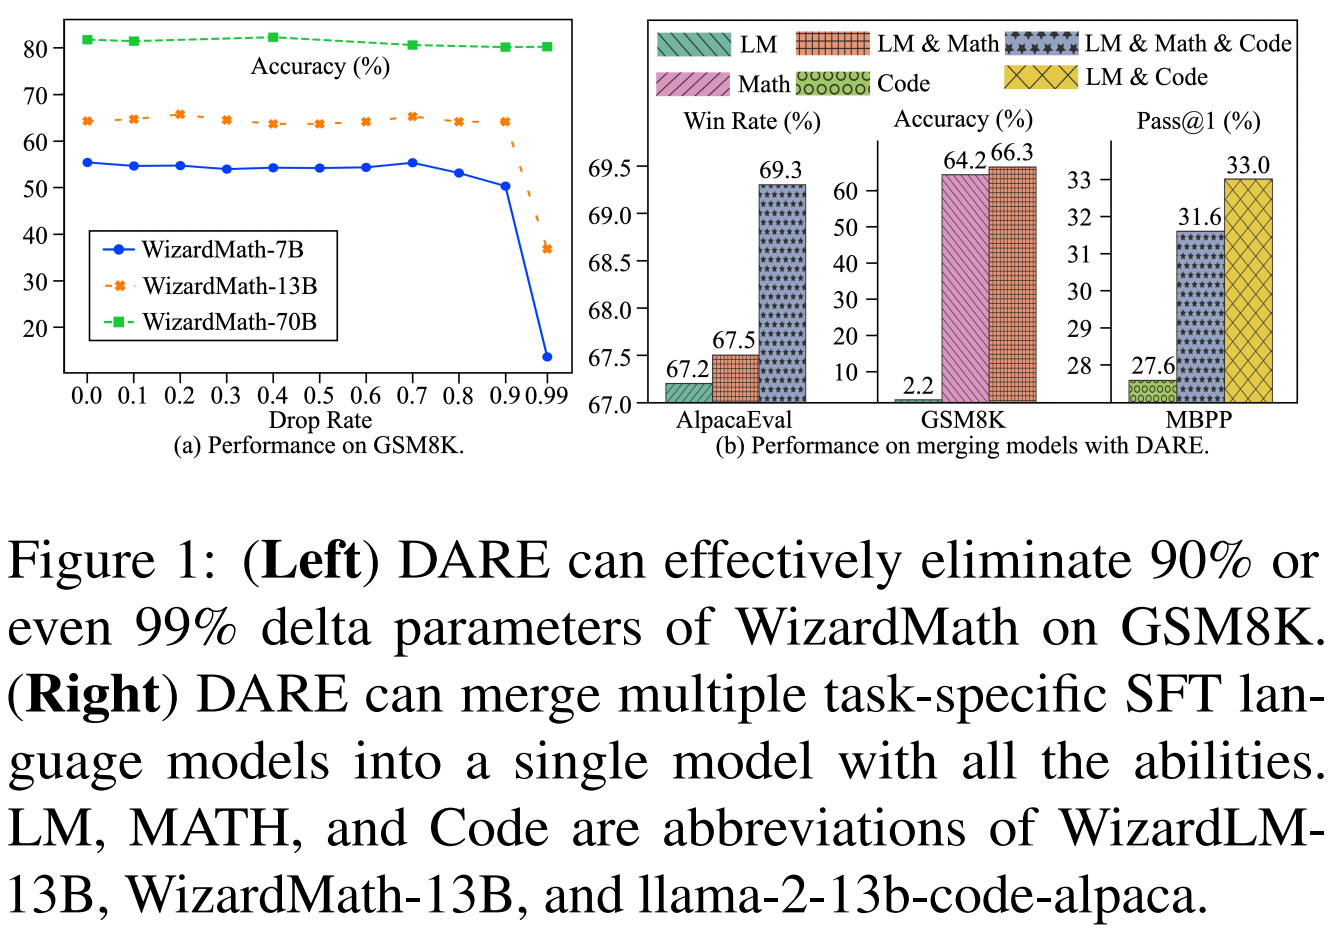 Accuracy (%)
80
70
60
50
40
30
20
WizardMath-7B
WizardMath-13B
WizardMath-70B
0.0 0.1 0.2 0.3 0.4 0.5 0.6 0.7 0.8 0.9 0.99
Drop Rate
(a) Performance on GSM8K.
LM LM & Math LM & Math & Code
Math Code LM & Code
Win Rate (%) Accuracy (%) Pass@1 (%)
69.5
69.0
68.5
68.0
67.5
67.0
67.2 67.5 69.3
AlpacaEval
60
50
40
30
20
10
2.2 64.2 66.3
GSM8K
33
32
31
30
29
28
27.6 31.6 33.0
MBPP
(b) Performance on merging models with DARE.
Figure 1: (Left) DARE can effectively eliminate 90% or
even 99% delta parameters of WizardMath on GSM8K.
(Right) DARE can merge multiple task-specific SFT lan-
guage models into a single model with all the abilities.
LM, MATH, and Code are abbreviations of WizardLM-
13B, WizardMath-13B, and llama-2-13b-code-alpaca.